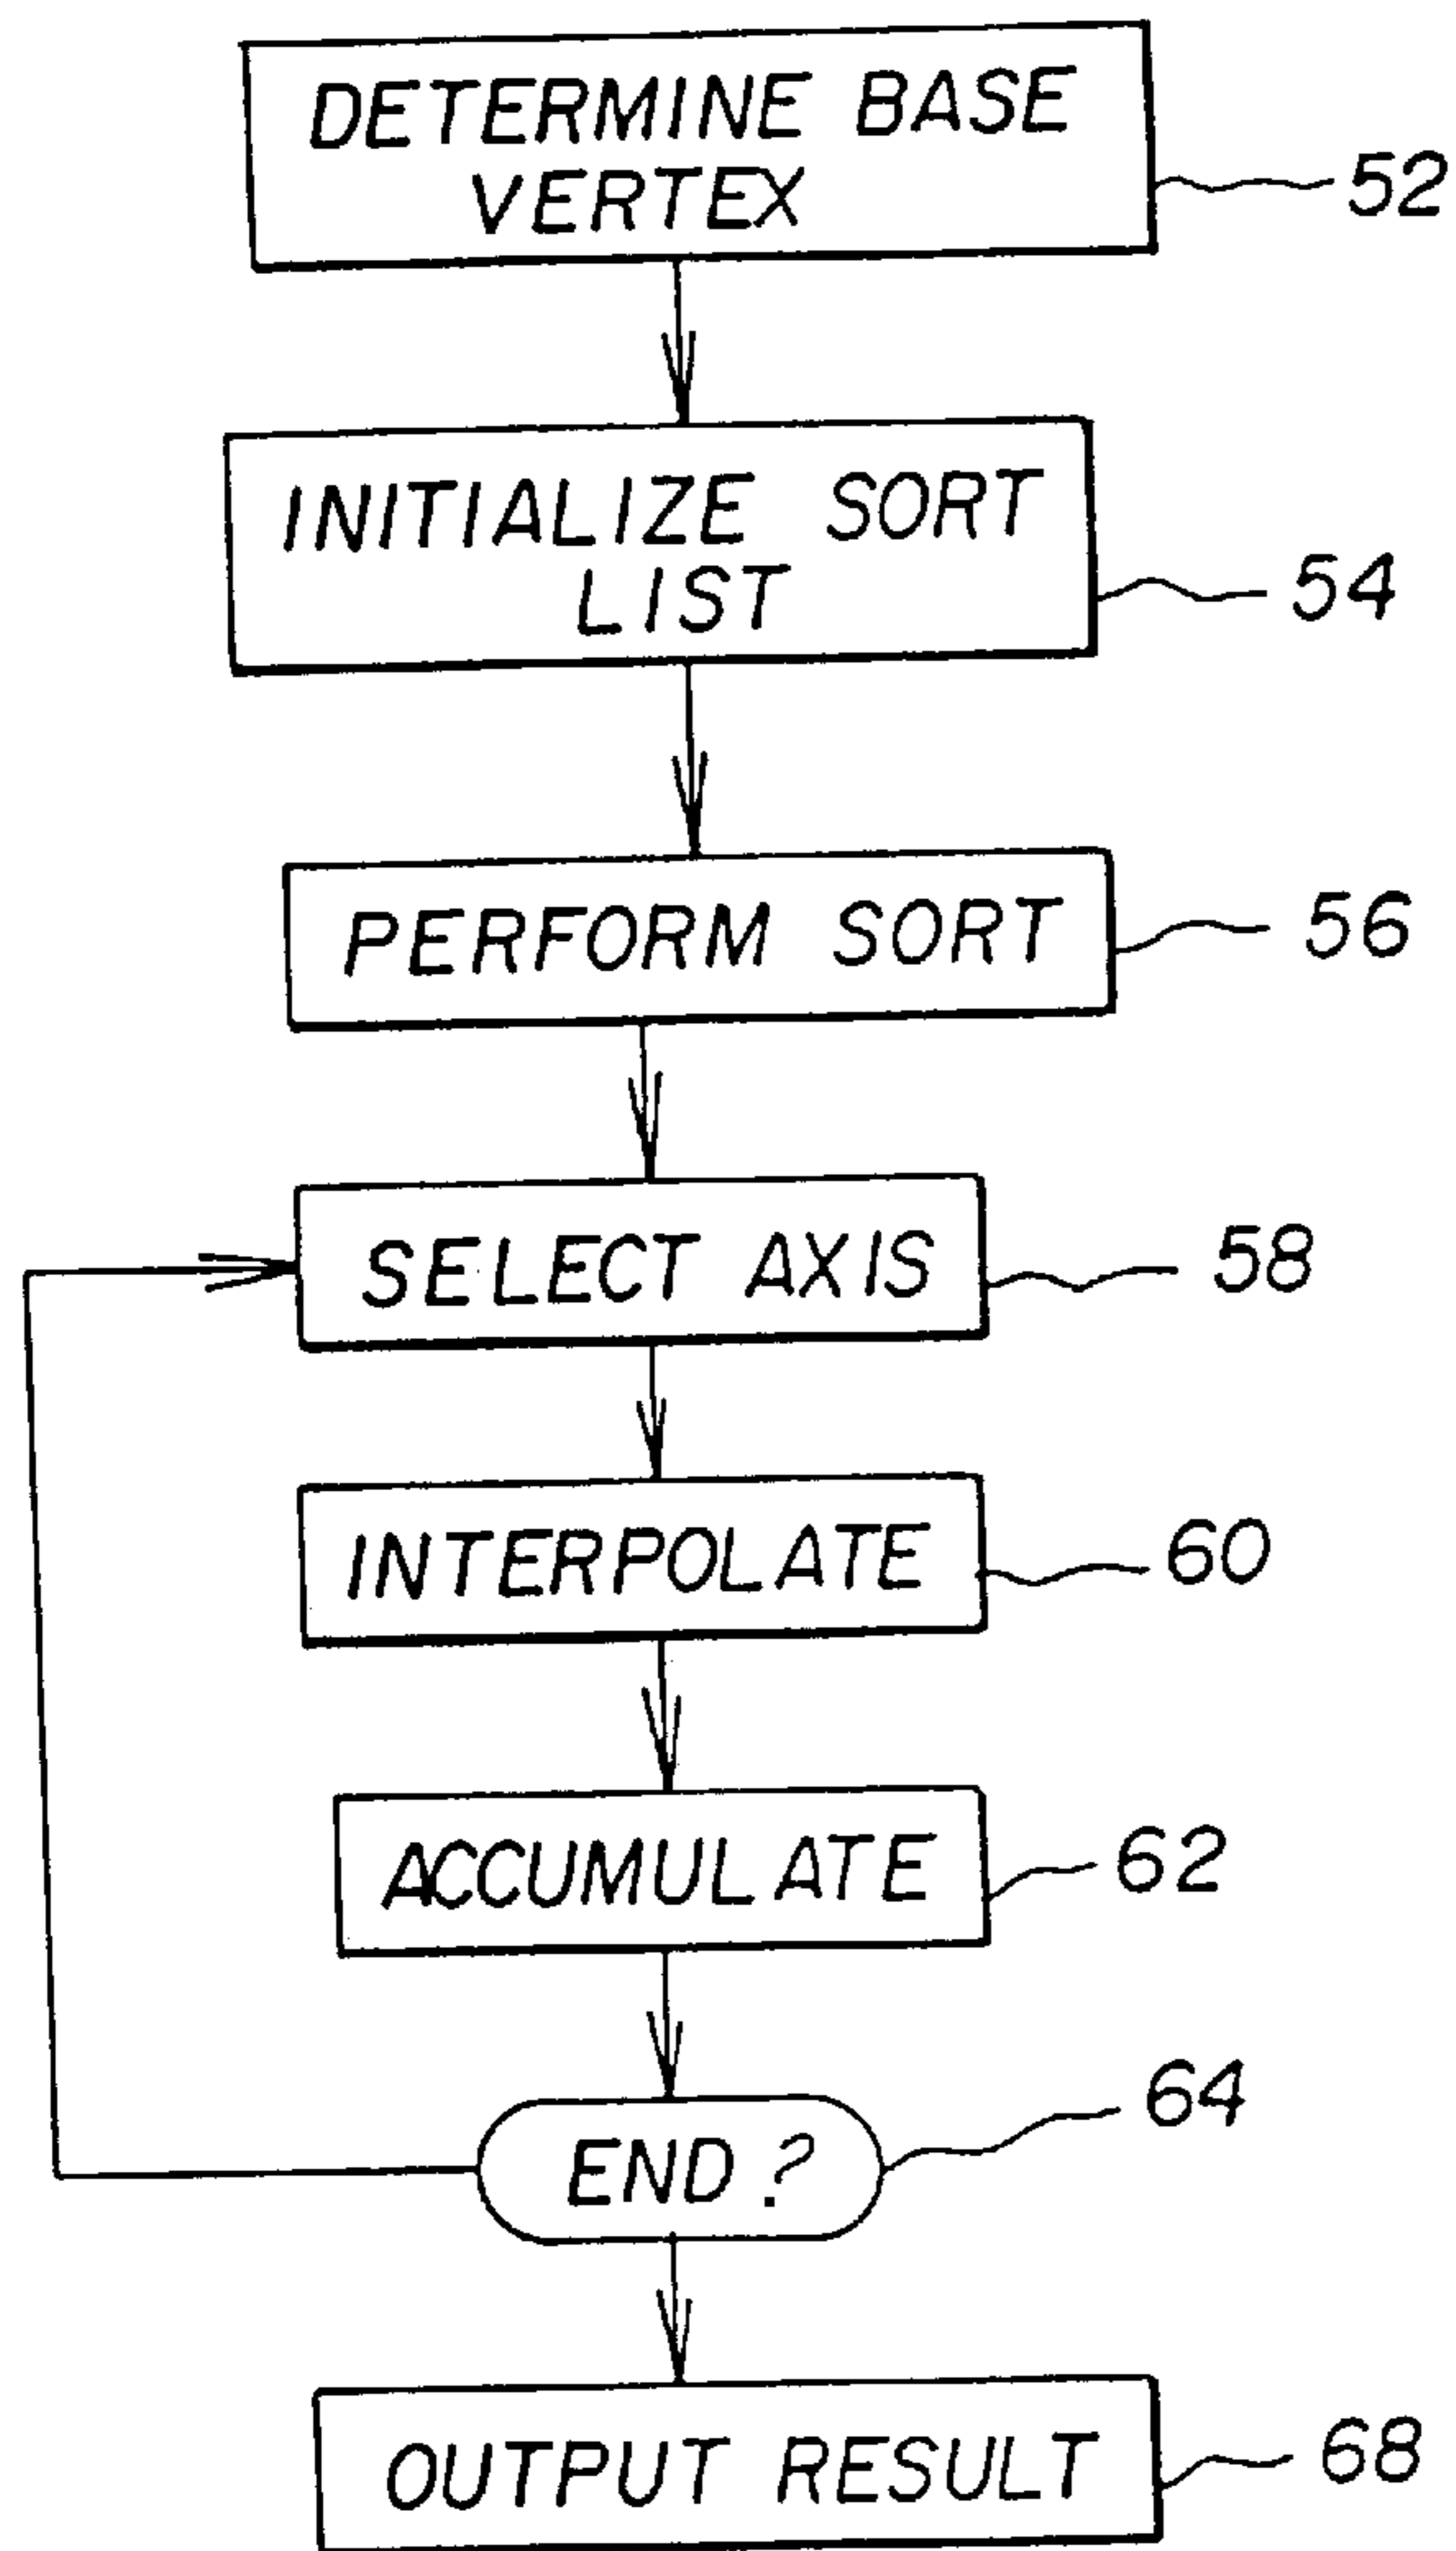 DETERMINE BASE
VERTEX
52
INITIALIZE SORT
LIST
54
PERFORM SORT
56
SELECT AXIS
58
INTERPOLATE
60
ACCUMULATE
62
END?
64
OUTPUT RESULT
68